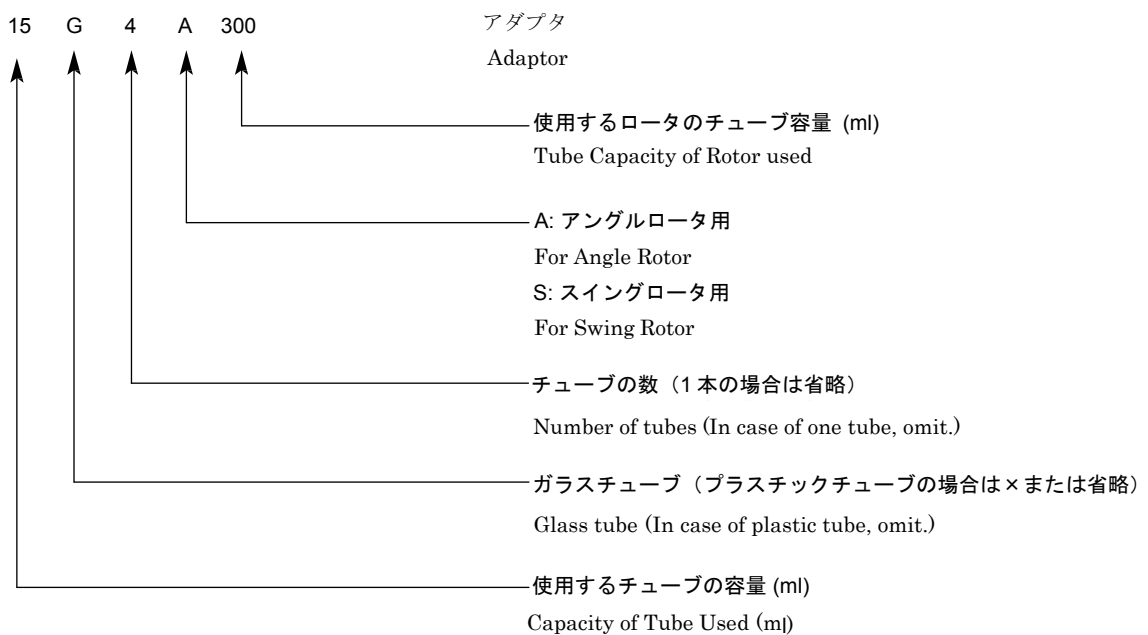 15 G 4 A 300 アダプタ
Adaptor
使用するロータのチューブ容量 (ml)
Tube Capacity of Rotor used
A: アングルロータ用
For Angle Rotor
S: スイングロータ用
For Swing Rotor
チューブの数（1 本の場合は省略）
Number of tubes (In case of one tube, omit.)
ガラスチューブ（プラスチックチューブの場合は×または省略）
Glass tube (In case of plastic tube, omit.)
使用するチューブの容量 (ml)
Capacity of Tube Used (ml)